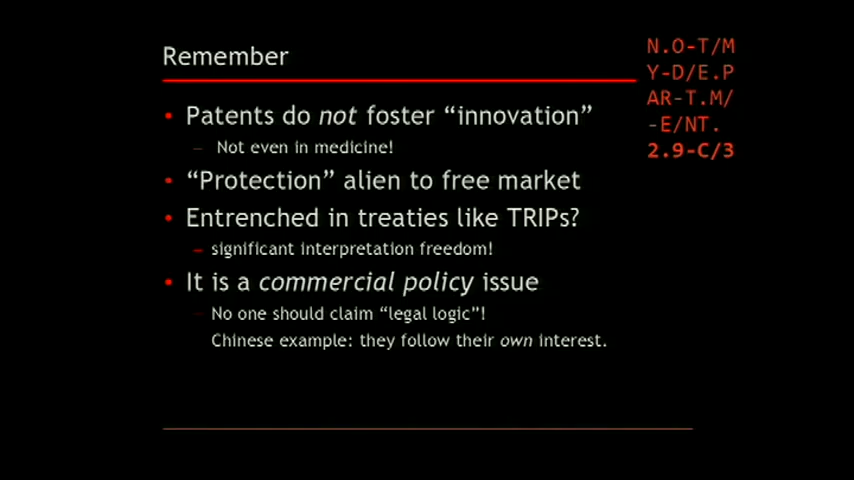 Remember
N.O-T/M
Y-D/E.P
AR-T.M/
-E/NT.
2.9-C/3
• Patents do not foster “innovation”
– Not even in medicine!
• “Protection” alien to free market
• Entrenched in treaties like TRIPs?
– significant interpretation freedom!
• It is a commercial policy issue
– No one should claim “legal logic”!
Chinese example: they follow their own interest.